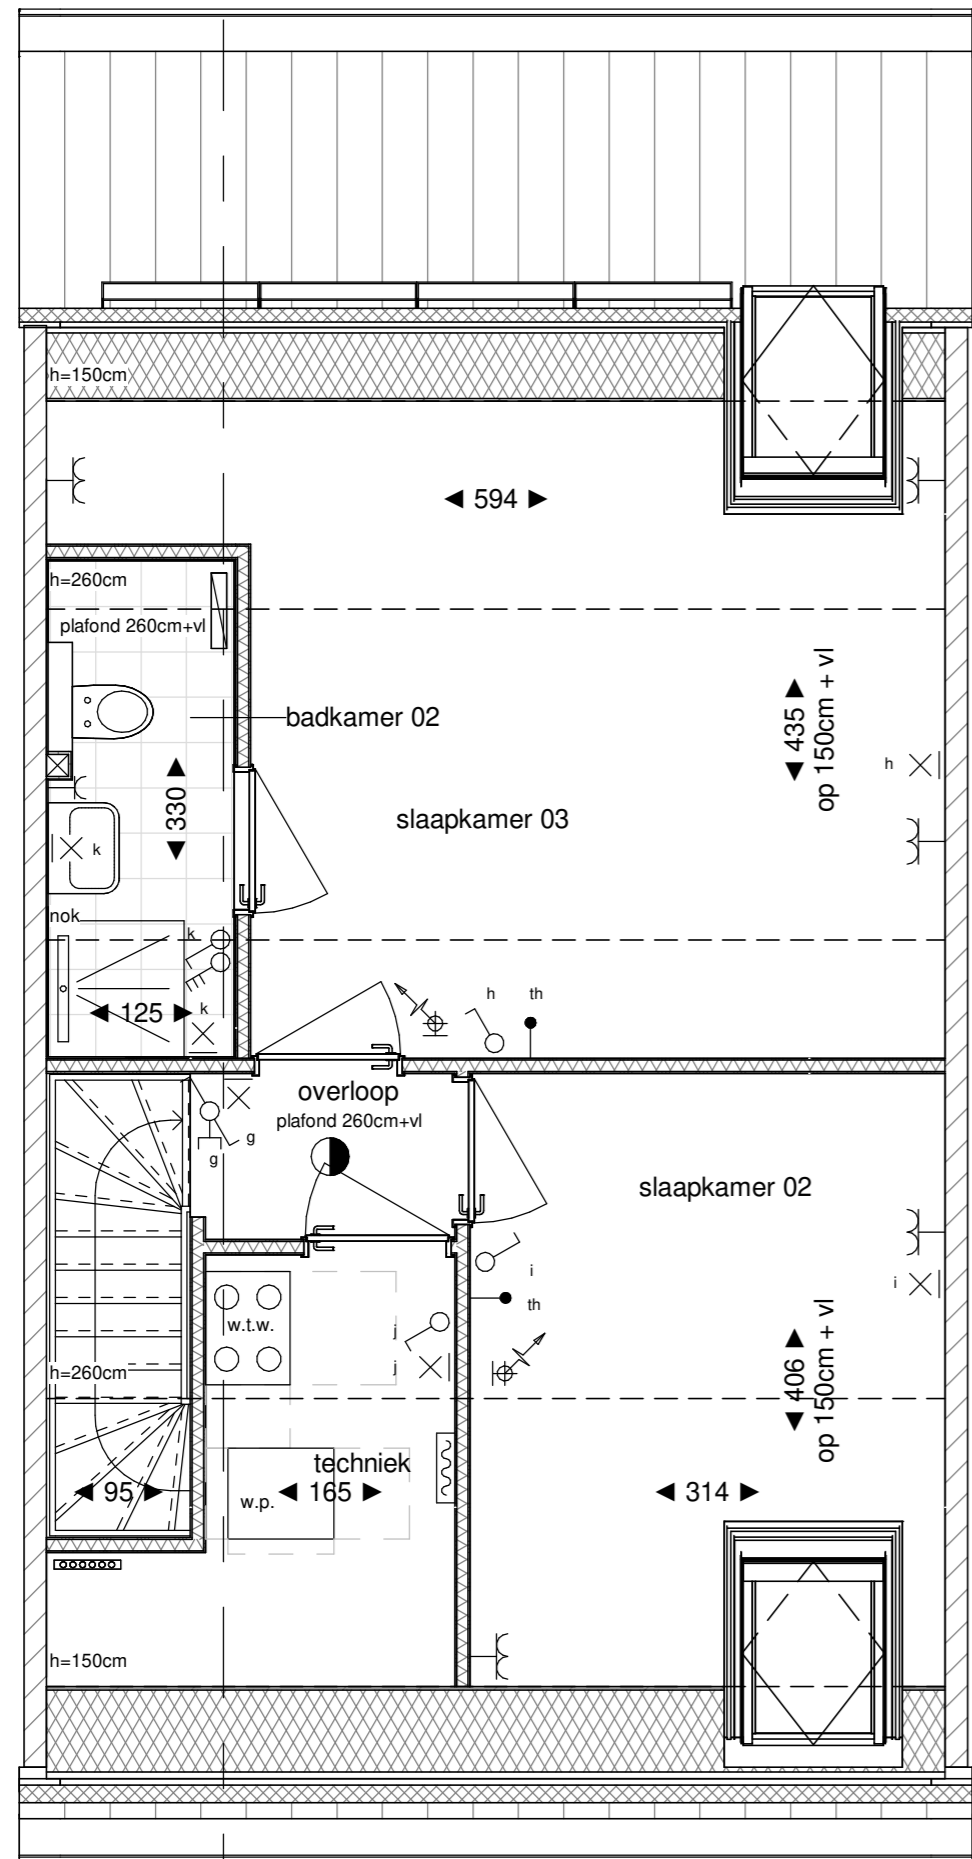 h=150cm
594
h=260cm
plafond 260cm+vl
badkamer 02
435
op 150cm + vl
h
330
slaapkamer 03
k
nok
k
125
k
h
th
overloop
plafond 260cm+vl
g
g
slaapkamer 02
i
i
th
w.t.w.
j
j
h=260cm
406
op 150cm + vl
techniek
95
w.p.
165
314
h=150cm